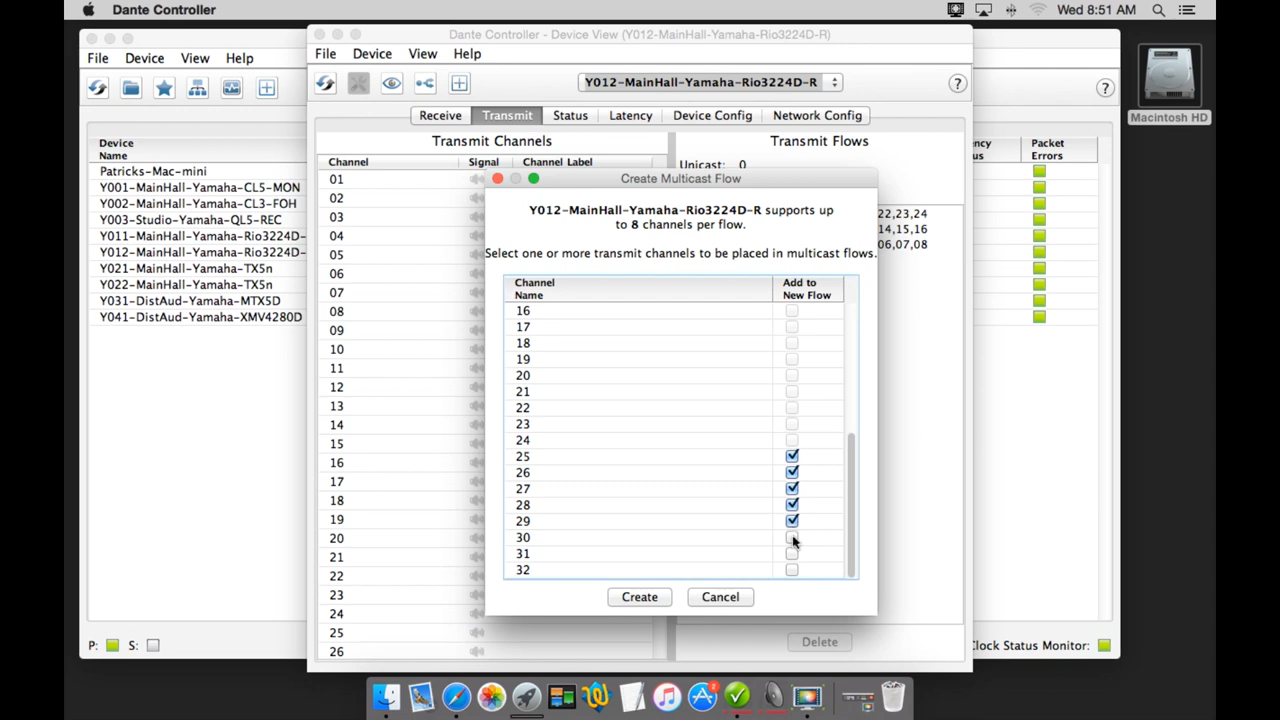 Dante Controller
Wed 8:51 AM
Macintosh HD
File Device View Help
Device Name
Patricks-Mac-mini
Y001-MainHall-Yamaha-CL5-MON
Y002-MainHall-Yamaha-CL3-FOH
Y003-Studio-Yamaha-QL5-REC
Y011-MainHall-Yamaha-Rio3224D-
Y012-MainHall-Yamaha-Rio3224D-
Y021-MainHall-Yamaha-TX5n
Y022-MainHall-Yamaha-TX5n
Y031-DistAud-Yamaha-MTX5D
Y041-DistAud-Yamaha-XMV4280D
P: S:
Dante Controller - Device View (Y012-MainHall-Yamaha-Rio3224D-R)
File Device View Help
Y012-MainHall-Yamaha-Rio3224D-R
?
Receive Transmit Status Latency Device Config Network Config
Transmit Channels
Channel Signal Channel Label
01
02
03
04
05
06
07
08
09
10
11
12
13
14
15
16
17
18
19
20
21
22
23
24
25
26
Transmit Flows
Unicast: 0
22,23,24
14,15,16
06,07,08
Delete
Create Multicast Flow
Y012-MainHall-Yamaha-Rio3224D-R supports up
to 8 channels per flow.
Select one or more transmit channels to be placed in multicast flows.
Channel Name
Add to New Flow
16
17
18
19
20
21
22
23
24
25
26
27
28
29
30
31
32
Create Cancel
?
ncy
us
Packet Errors
Clock Status Monitor: